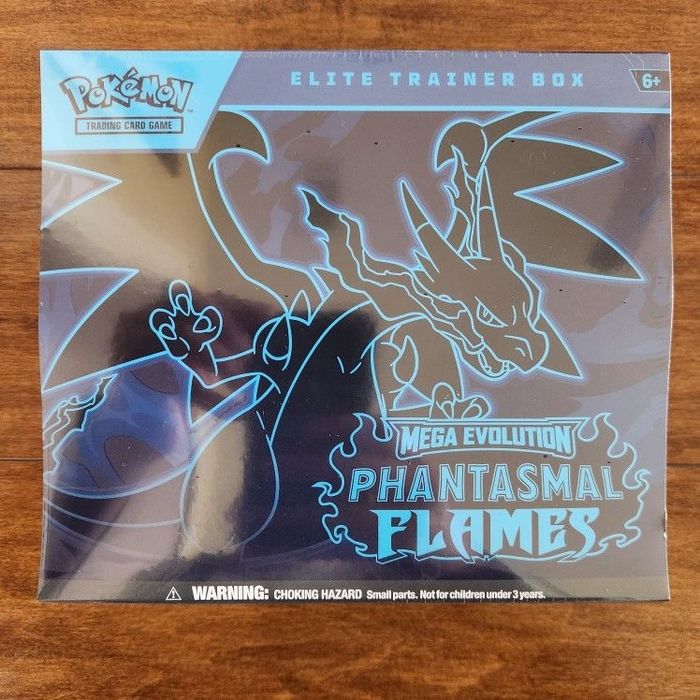 POKéMON
TRADING CARD GAME
ELITE TRAINER BOX
6+
MEGA EVOLUTION
PHANTASMAL
FLAMES
WARNING: CHOKING HAZARD Small parts. Not for children under 3 years.